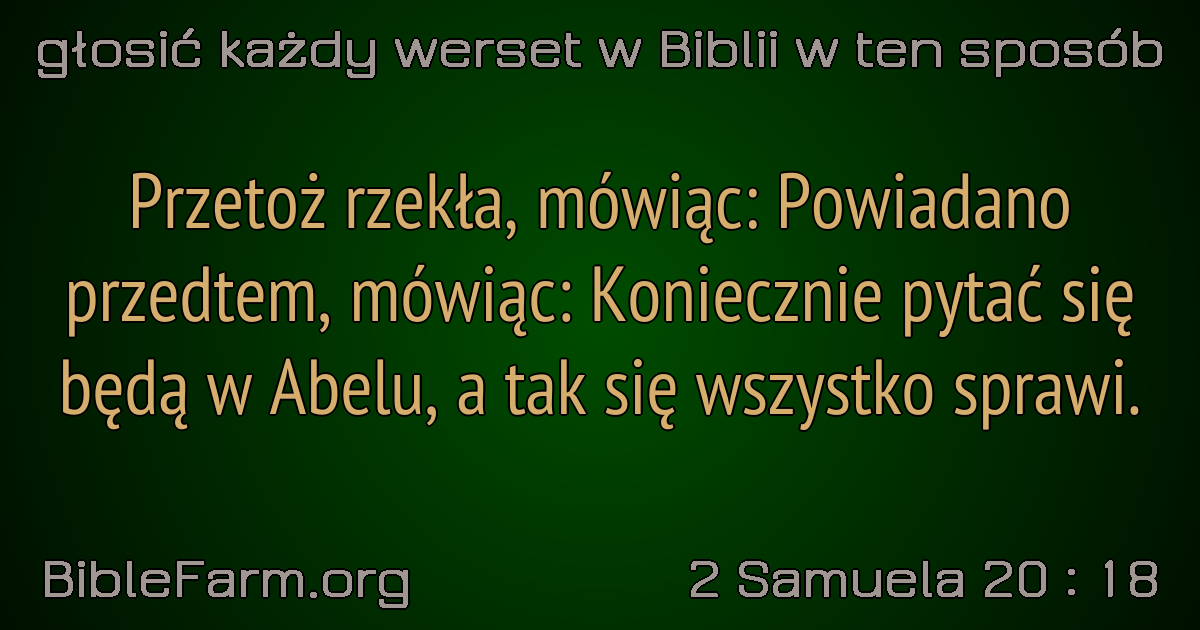 głosić każdy werset w Biblii w ten sposób
Przetoż rzekła, mówiąc: Powiadano
przedtem, mówiąc: Koniecznie pytać się
będą w Abelu, a tak się wszystko sprawi.
BibleFarm.org
2 Samuela 20 : 18